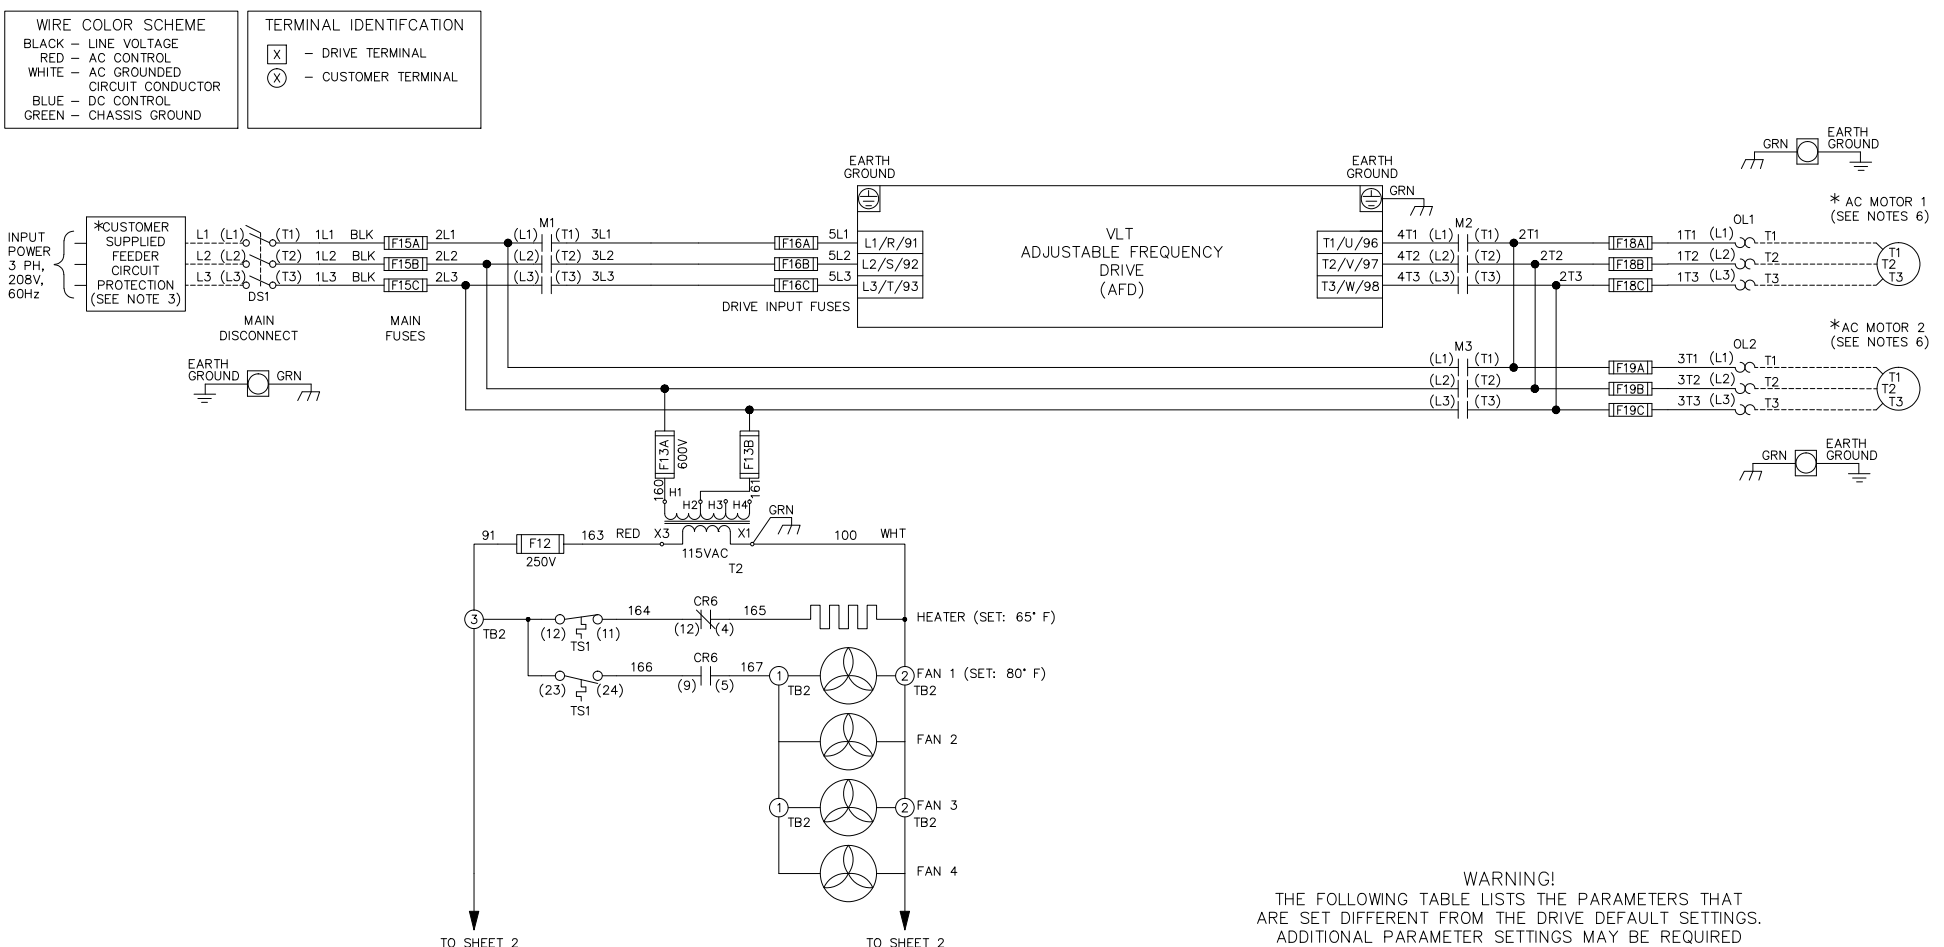 WIRE COLOR SCHEME
BLACK – LINE VOLTAGE
RED – AC CONTROL
WHITE – AC GROUNDED
CIRCUIT CONDUCTOR
BLUE – DC CONTROL
GREEN – CHASSIS GROUND
TERMINAL IDENTIFCATION
X – DRIVE TERMINAL
X – CUSTOMER TERMINAL
INPUT
POWER
3 PH,
208V,
60Hz
*CUSTOMER
SUPPLIED
FEEDER
CIRCUIT
PROTECTION
(SEE NOTE 3)
L1 (L1) (T1) 1L1 BLK F15A 2L1 (L1) M1 (T1) 3L1 F16A 5L1
L2 (L2) (T2) 1L2 BLK F15B 2L2 (L2) (T2) 3L2 F16B 5L2
L3 (L3) (T3) 1L3 BLK F15C 2L3 (L3) (T3) 3L3 F16C 5L3
DS1
MAIN
DISCONNECT
MAIN
FUSES
DRIVE INPUT FUSES
EARTH
GROUND
GRN
EARTH
GROUND
L1/R/91
L2/S/92
L3/T/93
VLT
ADJUSTABLE FREQUENCY
DRIVE
(AFD)
EARTH
GROUND
GRN
T1/U/96
T2/V/97
T3/W/98
4T1 (L1) M2 (T1) 2T1 F18A 1T1 (L1) OL1 T1
4T2 (L2) (T2) 2T2 F18B 1T2 (L2) T2
4T3 (L3) (T3) 2T3 F18C 1T3 (L3) T3
GRN
EARTH
GROUND
* AC MOTOR 1
(SEE NOTES 6)
T1
T2
T3
*AC MOTOR 2
(SEE NOTES 6)
M3
OL2
(L1) (T1) F19A 3T1 (L1) T1
(L2) (T2) F19B 3T2 (L2) T2
(L3) (T3) F19C 3T3 (L3) T3
T1
T2
T3
GRN
EARTH
GROUND
F13A
600V
F13B
160
161
H1
H2 H3 H4
GRN
91 F12 163 RED X3 X1 100 WHT
250V
115VAC
T2
3
TB2
(12) (11)
TS1
164
CR6
(12) (4)
165
HEATER (SET: 65° F)
(23) (24)
TS1
166
CR6
(9) (5)
167
1
TB2
2
TB2
FAN 1 (SET: 80° F)
FAN 2
1
TB2
2
TB2
FAN 3
FAN 4
TO SHEET 2
TO SHEET 2
WARNING!
THE FOLLOWING TABLE LISTS THE PARAMETERS THAT
ARE SET DIFFERENT FROM THE DRIVE DEFAULT SETTINGS.
ADDITIONAL PARAMETER SETTINGS MAY BE REQUIRED